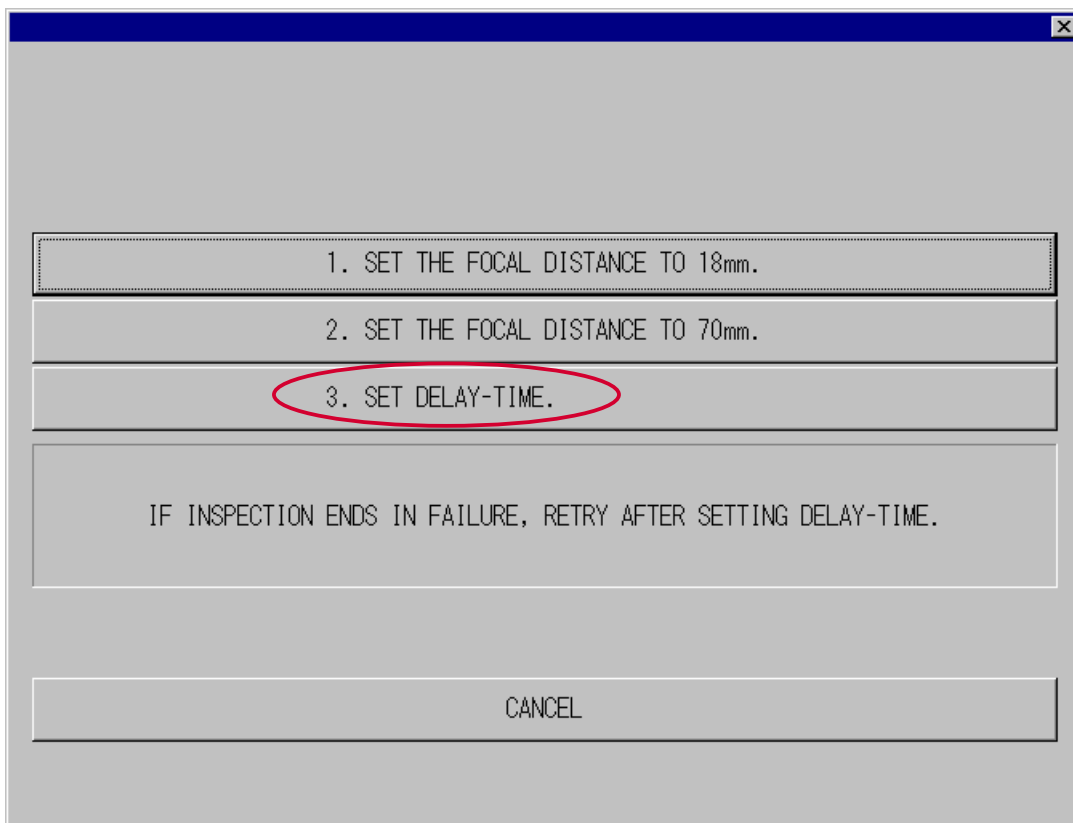 1. SET THE FOCAL DISTANCE TO 18mm.
2. SET THE FOCAL DISTANCE TO 70mm.
3. SET DELAY-TIME.
IF INSPECTION ENDS IN FAILURE, RETRY AFTER SETTING DELAY-TIME.
CANCEL